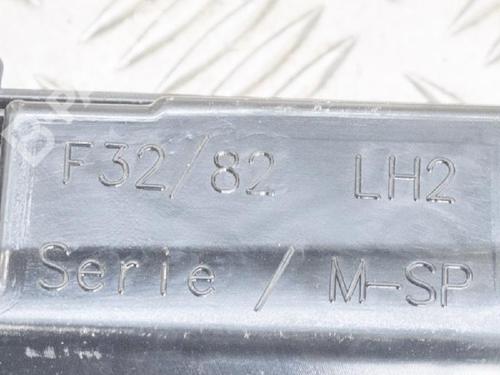 F32/82 LH2
Serie / M-SP